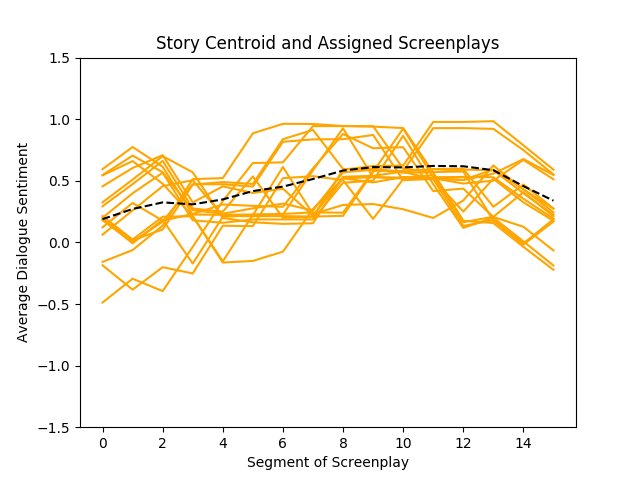 Story Centroid and Assigned Screenplays
1.5
1.0
0.5
0.0
−0.5
−1.0
−1.5
Average Dialogue Sentiment
0 2 4 6 8 10 12 14
Segment of Screenplay